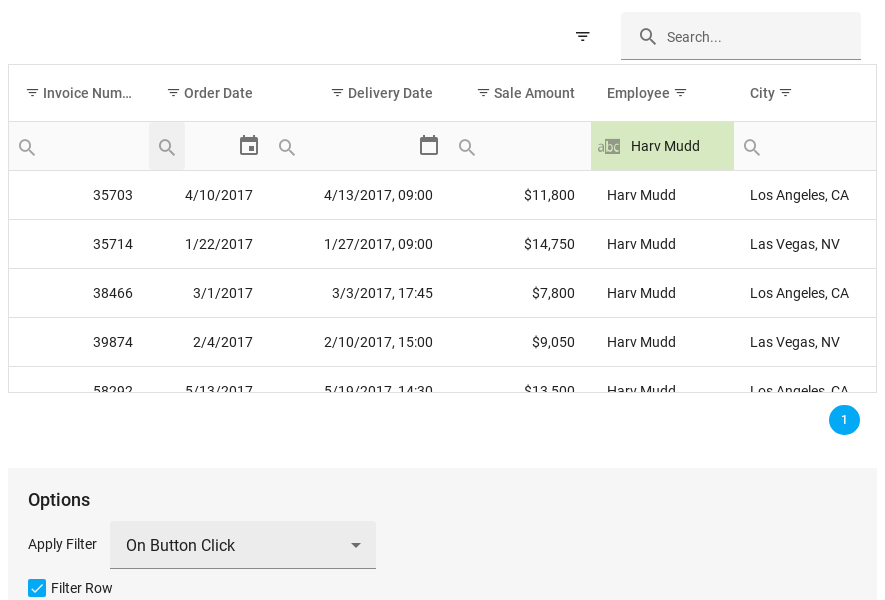 Search...
Invoice Num... Order Date Delivery Date Sale Amount Employee City
abc Harv Mudd
35703 4/10/2017 4/13/2017, 09:00 $11,800 Harv Mudd Los Angeles, CA
35714 1/22/2017 1/27/2017, 09:00 $14,750 Harv Mudd Las Vegas, NV
38466 3/1/2017 3/3/2017, 17:45 $7,800 Harv Mudd Los Angeles, CA
39874 2/4/2017 2/10/2017, 15:00 $9,050 Harv Mudd Las Vegas, NV
58292 5/13/2017 5/19/2017, 14:30 $13,500 Harv Mudd Los Angeles, CA
1
Options
Apply Filter On Button Click
Filter Row